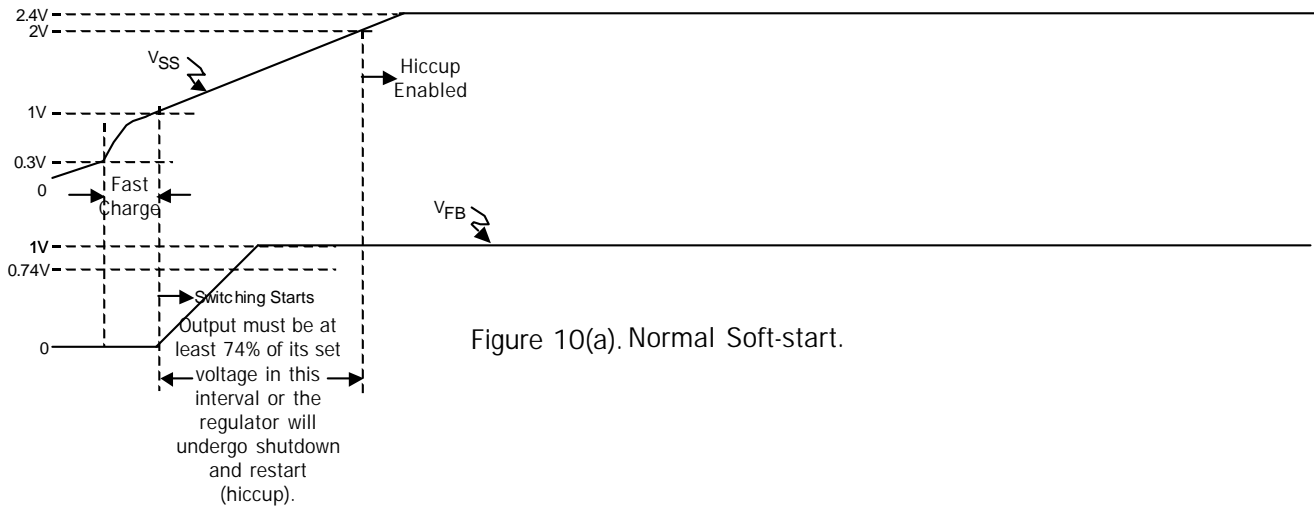 2.4V
2V
VSS
Hiccup
Enabled
1V
0.3V
0
Fast
Charge
VFB
1V
0.74V
Switching Starts
Output must be at
least 74% of its set
voltage in this
interval or the
regulator will
undergo shutdown
and restart
(hiccup).
0
Figure 10(a). Normal Soft-start.